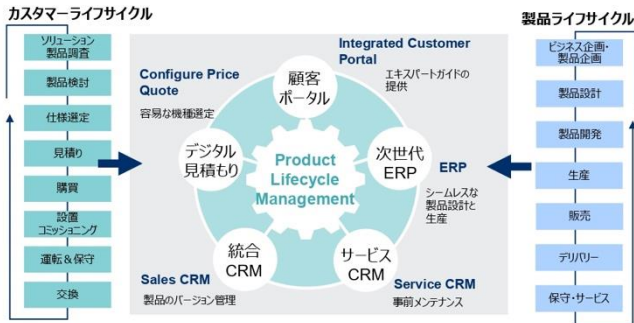 カスタマーライフサイクル
ソリューション
製品調査
製品検討
仕様選定
見積り
購買
設置
コミッショニング
運転&保守
交換
Configure Price
Quote
容易な機種選定
Integrated Customer
Portal
エキスパートガイドの
提供
顧客
ポータル
デジタル
見積もり
Product
Lifecycle
Management
次世代
ERP
ERP
シームレスな
製品設計と
生産
統合
CRM
サービス
CRM
Sales CRM
製品のバージョン管理
Service CRM
事前メンテナンス
製品ライフサイクル
ビジネス企画・
製品企画
製品設計
製品開発
生産
販売
デリバリー
保守・サービス